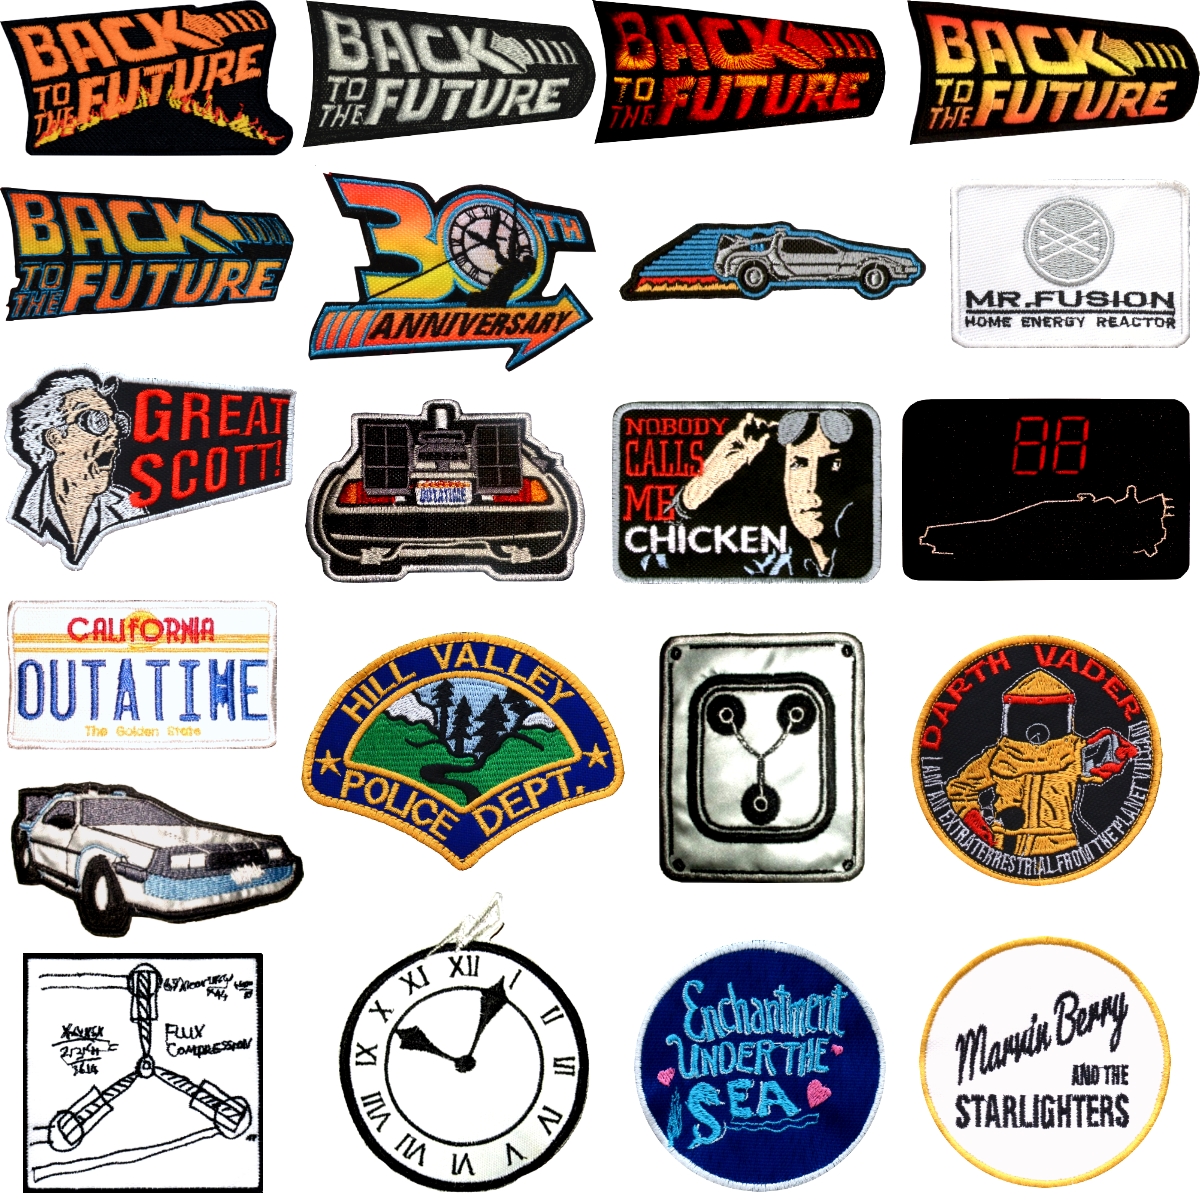 BACK
TO
THE FUTURE
BACK
TO
THE FUTURE
BACK
TO
THE FUTURE
BACK
TO
THE FUTURE
BACK
TO
THE FUTURE
30TH
ANNIVERSARY
MR.FUSION
HOME ENERGY REACTOR
GREAT
SCOTT!
OUTATIME
NOBODY
CALLS
ME
CHICKEN
88
CALIFORNIA
OUTATIME
The Golden State
HILL VALLEY
POLICE DEPT.
DARTH VADER
I AM AN EXTRATERRESTRIAL FROM THE PLANET VULCAN
FLUX
COMPRESSION
XII
I
II
III
IV
V
VI
VII
VIII
IX
X
XI
Enchantment
UNDER THE
SEA
Marvin Berry
AND THE
STARLIGHTERS